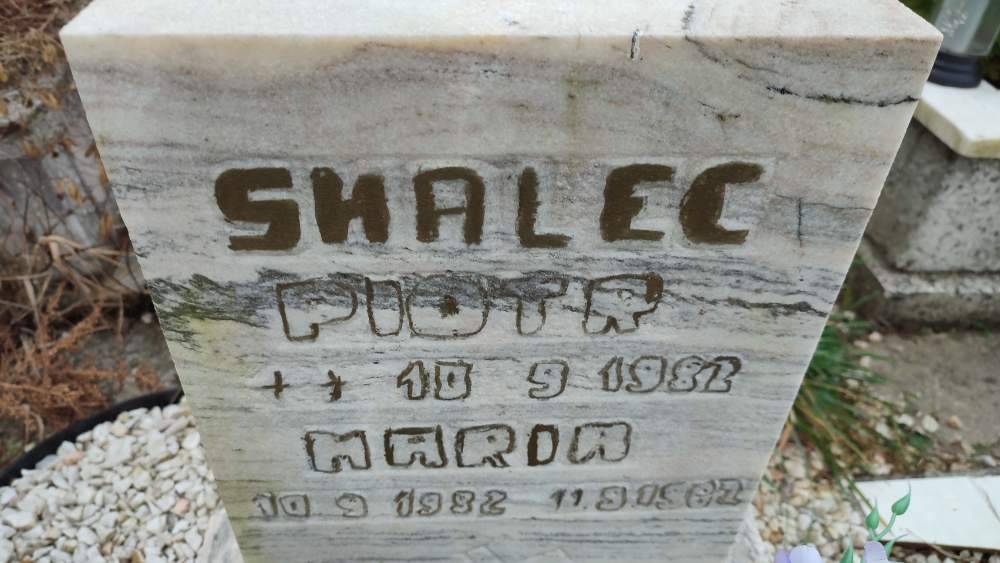 SMALEC
PIOTR
+ + 10 9 1982
MARIA
10 9 1982 11.9.1982